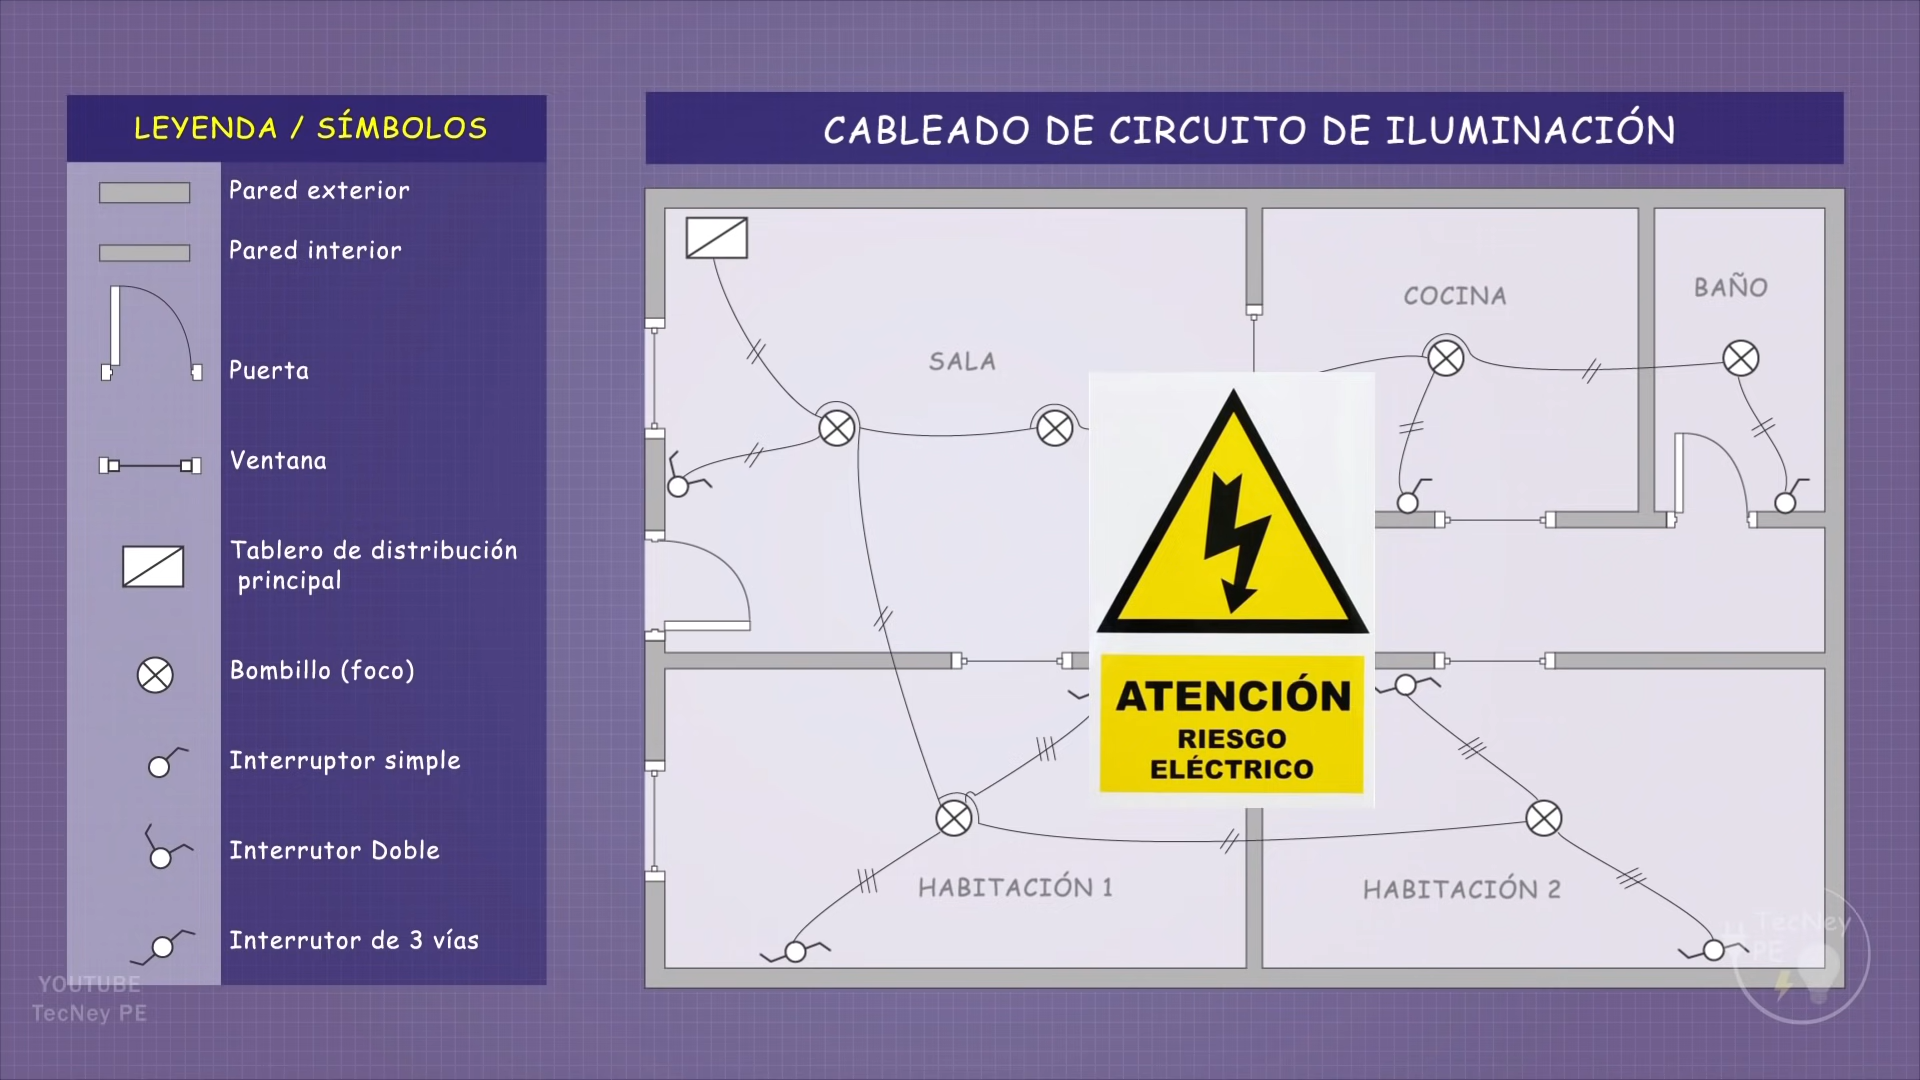 LEYENDA / SÍMBOLOS
Pared exterior
Pared interior
Puerta
Ventana
Tablero de distribución
principal
Bombillo (foco)
Interruptor simple
Interrutor Doble
Interrutor de 3 vías
YOUTUBE
TecNey PE
CABLEADO DE CIRCUITO DE ILUMINACIÓN
SALA
COCINA
BAÑO
ATENCIÓN
RIESGO
ELÉCTRICO
HABITACIÓN 1
HABITACIÓN 2
TecNey
PE